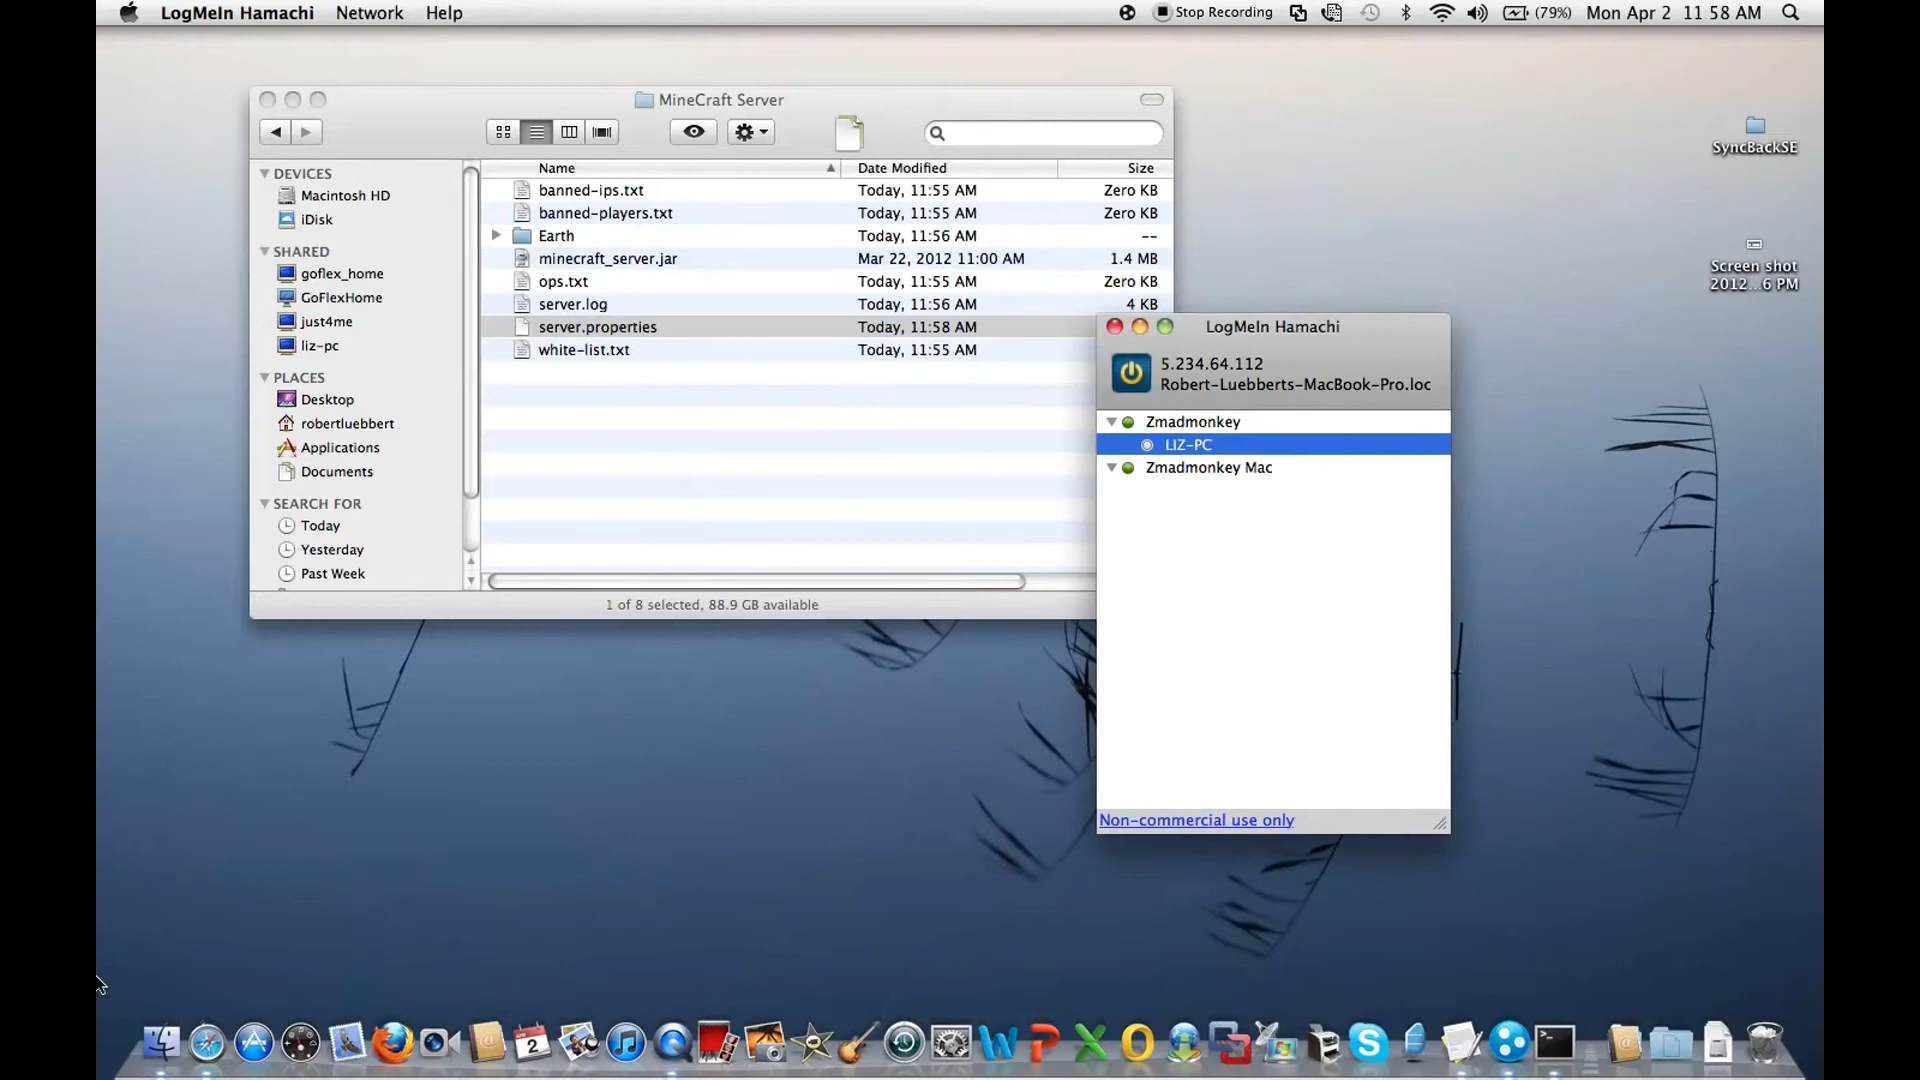 LogMeIn Hamachi Network Help Stop Recording (79%) Mon Apr 2 11:58 AM
MineCraft Server
Name Date Modified Size
banned-ips.txt Today, 11:55 AM Zero KB
banned-players.txt Today, 11:55 AM Zero KB
Earth Today, 11:56 AM --
minecraft_server.jar Mar 22, 2012 11:00 AM 1.4 MB
ops.txt Today, 11:55 AM Zero KB
server.log Today, 11:56 AM 4 KB
server.properties Today, 11:58 AM
white-list.txt Today, 11:55 AM
DEVICES
Macintosh HD
iDisk
SHARED
goflex_home
GoFlexHome
just4me
liz-pc
PLACES
Desktop
robertluebbert
Applications
Documents
SEARCH FOR
Today
Yesterday
Past Week
1 of 8 selected, 88.9 GB available
LogMeIn Hamachi
5.234.64.112
Robert-Luebberts-MacBook-Pro.loc
Zmadmonkey
LIZ-PC
Zmadmonkey Mac
Non-commercial use only
SyncBackSE
Screen shot
2012...6 PM
2